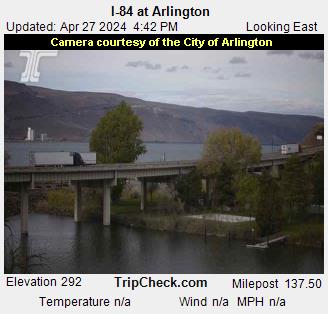 I-84 at Arlington
Updated: Apr 27 2024 4:42 PM Looking East
Camera courtesy of the City of Arlington
Elevation 292 TripCheck.com Milepost 137.50
Temperature n/a Wind n/a MPH n/a